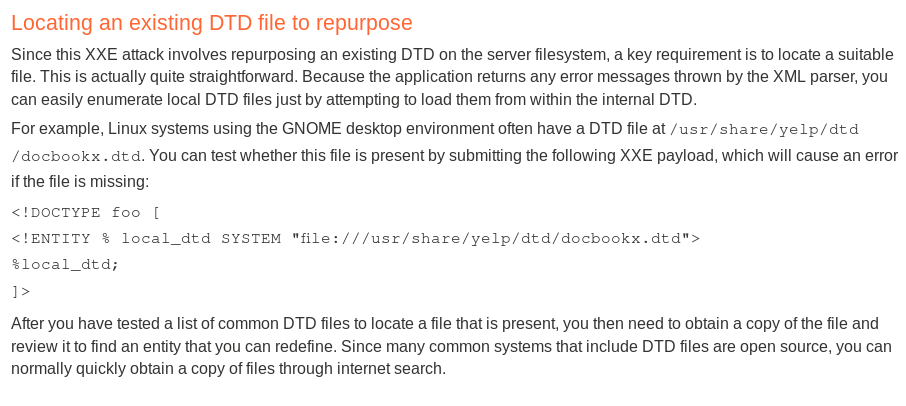 Locating an existing DTD file to repurpose
Since this XXE attack involves repurposing an existing DTD on the server filesystem, a key requirement is to locate a suitable
file. This is actually quite straightforward. Because the application returns any error messages thrown by the XML parser, you
can easily enumerate local DTD files just by attempting to load them from within the internal DTD.
For example, Linux systems using the GNOME desktop environment often have a DTD file at /usr/share/yelp/dtd
/docbookx.dtd. You can test whether this file is present by submitting the following XXE payload, which will cause an error
if the file is missing:
<!DOCTYPE foo [
<!ENTITY % local_dtd SYSTEM "file:///usr/share/yelp/dtd/docbookx.dtd">
%local_dtd;
]>
After you have tested a list of common DTD files to locate a file that is present, you then need to obtain a copy of the file and
review it to find an entity that you can redefine. Since many common systems that include DTD files are open source, you can
normally quickly obtain a copy of files through internet search.